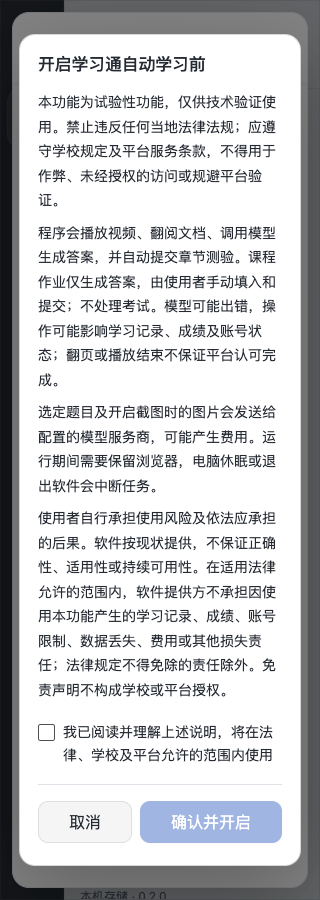 开启学习通自动学习前
本功能为试验性功能，仅供技术验证使
用。禁止违反任何当地法律法规；应遵
守学校规定及平台服务条款，不得用于
作弊、未经授权的访问或规避平台验
证。
程序会播放视频、翻阅文档、调用模型
生成答案，并自动提交章节测验。课程
作业仅生成答案，由使用者手动填入和
提交；不处理考试。模型可能出错，操
作可能影响学习记录、成绩及账号状
态；翻页或播放结束不保证平台认可完
成。
选定题目及开启截图时的图片会发送给
配置的模型服务商，可能产生费用。运
行期间需要保留浏览器，电脑休眠或退
出软件会中断任务。
使用者自行承担使用风险及依法应承担
的后果。软件按现状提供，不保证正确
性、适用性或持续可用性。在适用法律
允许的范围内，软件提供方不承担因使
用本功能产生的学习记录、成绩、账号
限制、数据丢失、费用或其他损失责
任；法律规定不得免除的责任除外。免
责声明不构成学校或平台授权。
我已阅读并理解上述说明，将在法
律、学校及平台允许的范围内使用
取消
确认并开启
本机存储 · 0.2.0